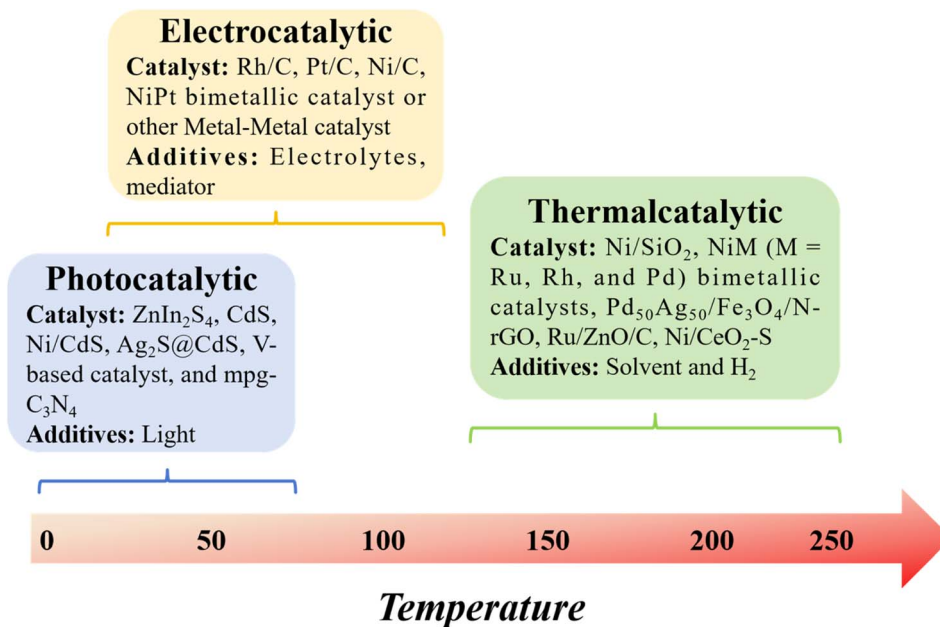 Electrocatalytic
Catalyst: Rh/C, Pt/C, Ni/C,
NiPt bimetallic catalyst or
other Metal-Metal catalyst
Additives: Electrolytes,
mediator
Photocatalytic
Catalyst: ZnIn₂S₄, CdS,
Ni/CdS, Ag₂S@CdS, V-
based catalyst, and mpg-
C₃N₄
Additives: Light
Thermalcatalytic
Catalyst: Ni/SiO₂, NiM (M =
Ru, Rh, and Pd) bimetallic
catalysts, Pd₅₀Ag₅₀/Fe₃O₄/N-
rGO, Ru/ZnO/C, Ni/CeO₂-S
Additives: Solvent and H₂
0 50 100 150 200 250
Temperature